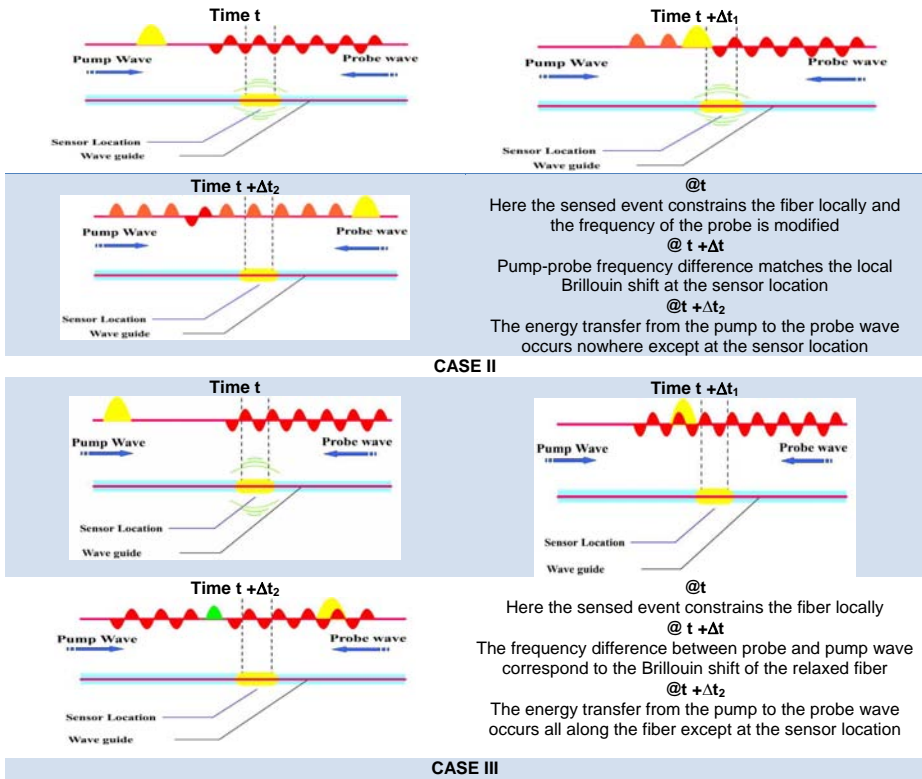 Time t
Pump Wave
Probe wave
Sensor Location
Wave guide
Time t +Δt1
Pump Wave
Probe wave
Sensor Location
Wave guide
Time t +Δt2
Pump Wave
Probe wave
Sensor Location
Wave guide
@t
Here the sensed event constrains the fiber locally and
the frequency of the probe is modified
@ t +Δt
Pump-probe frequency difference matches the local
Brillouin shift at the sensor location
@t +Δt2
The energy transfer from the pump to the probe wave
occurs nowhere except at the sensor location
CASE II
Time t
Pump Wave
Probe wave
Sensor Location
Wave guide
Time t +Δt1
Pump Wave
Probe wave
Sensor Location
Wave guide
Time t +Δt2
Pump Wave
Probe wave
Sensor Location
Wave guide
@t
Here the sensed event constrains the fiber locally
@ t +Δt
The frequency difference between probe and pump wave
correspond to the Brillouin shift of the relaxed fiber
@t +Δt2
The energy transfer from the pump to the probe wave
occurs all along the fiber except at the sensor location
CASE III